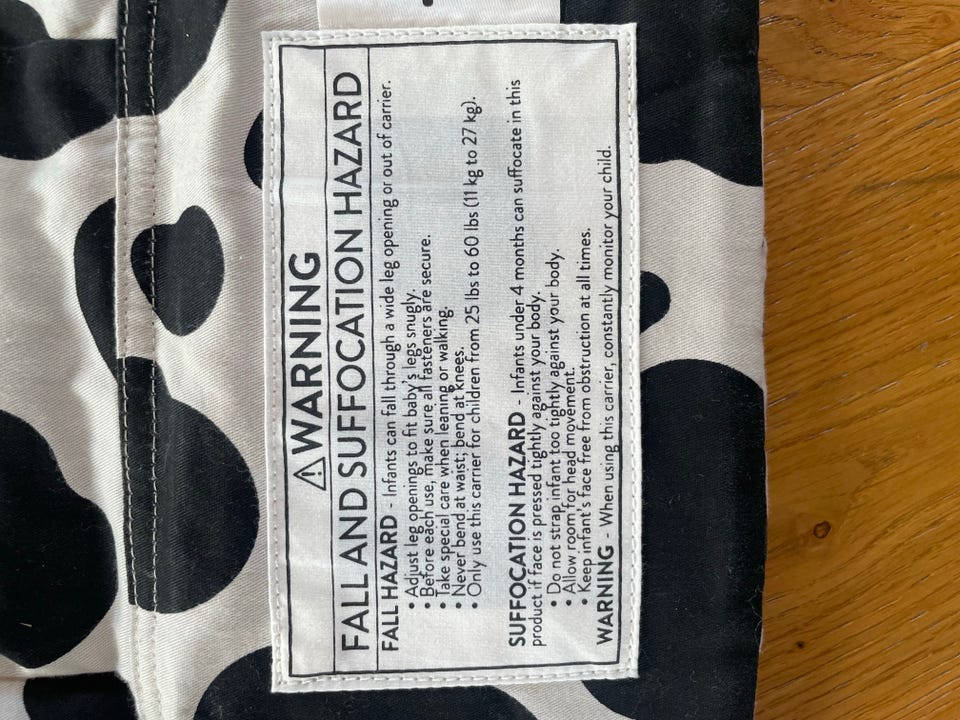 ⚠WARNING
FALL AND SUFFOCATION HAZARD
FALL HAZARD - Infants can fall through a wide leg opening or out of carrier.
• Adjust leg openings to fit baby's legs snugly.
• Before each use, make sure all fasteners are secure.
• Take special care when leaning or walking.
• Never bend at waist; bend at knees.
• Only use this carrier for children from 25 lbs to 60 lbs (11 kg to 27 kg).
SUFFOCATION HAZARD - Infants under 4 months can suffocate in this
product if face is pressed tightly against your body.
• Do not strap infant too tightly against your body.
• Allow room for head movement.
• Keep infant's face free from obstruction at all times.
WARNING - When using this carrier, constantly monitor your child.